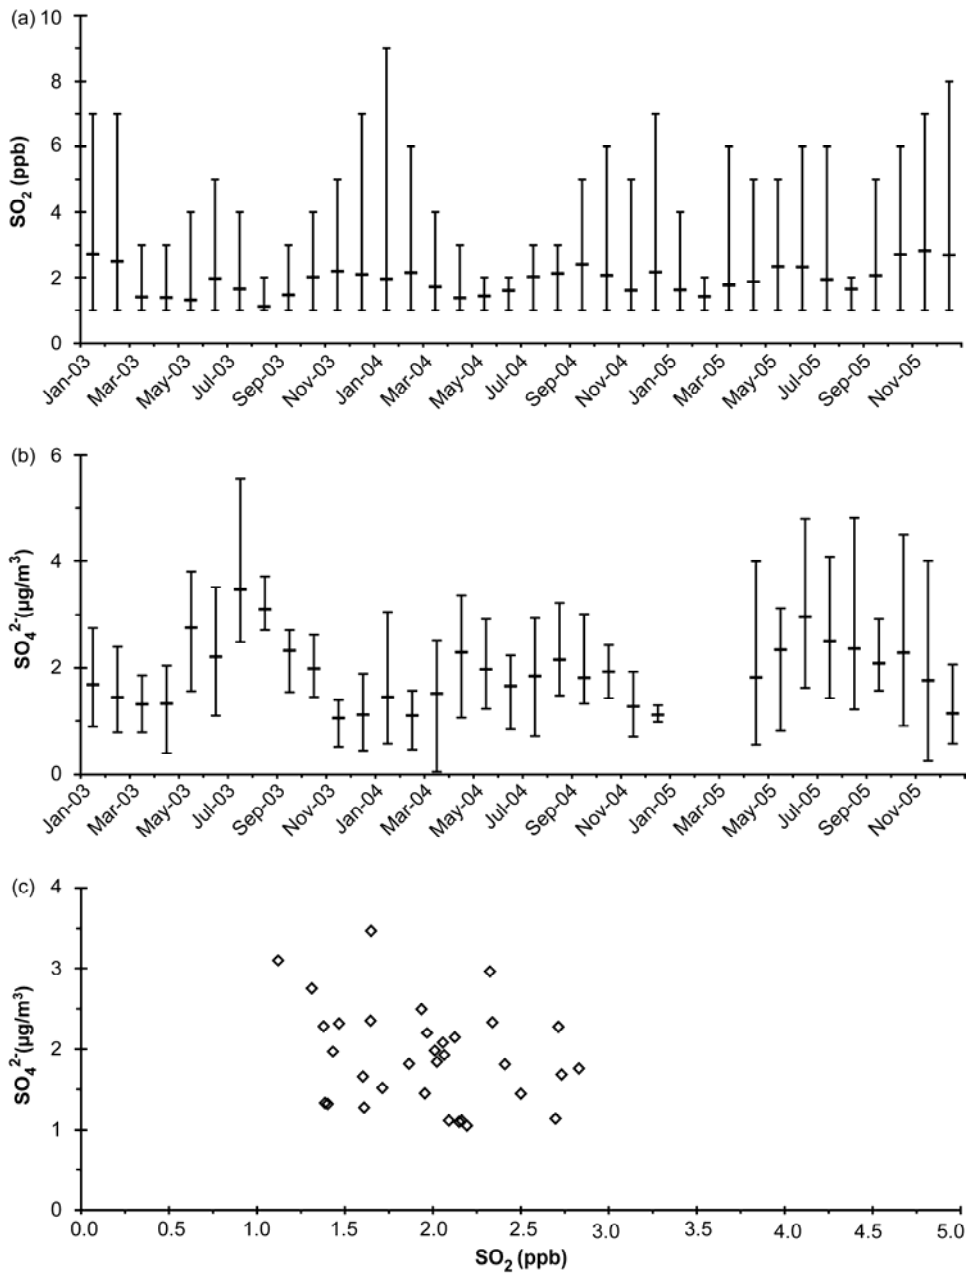 (a) 10
8
6
4
2
0
SO2 (ppb)
Jan-03 Mar-03 May-03 Jul-03 Sep-03 Nov-03 Jan-04 Mar-04 May-04 Jul-04 Sep-04 Nov-04 Jan-05 Mar-05 May-05 Jul-05 Sep-05 Nov-05
(b) 6
4
2
0
SO4 2-(µg/m3)
Jan-03 Mar-03 May-03 Jul-03 Sep-03 Nov-03 Jan-04 Mar-04 May-04 Jul-04 Sep-04 Nov-04 Jan-05 Mar-05 May-05 Jul-05 Sep-05 Nov-05
(c) 4
3
2
1
0
SO4 2-(µg/m3)
0.0 0.5 1.0 1.5 2.0 2.5 3.0 3.5 4.0 4.5 5.0
SO2 (ppb)